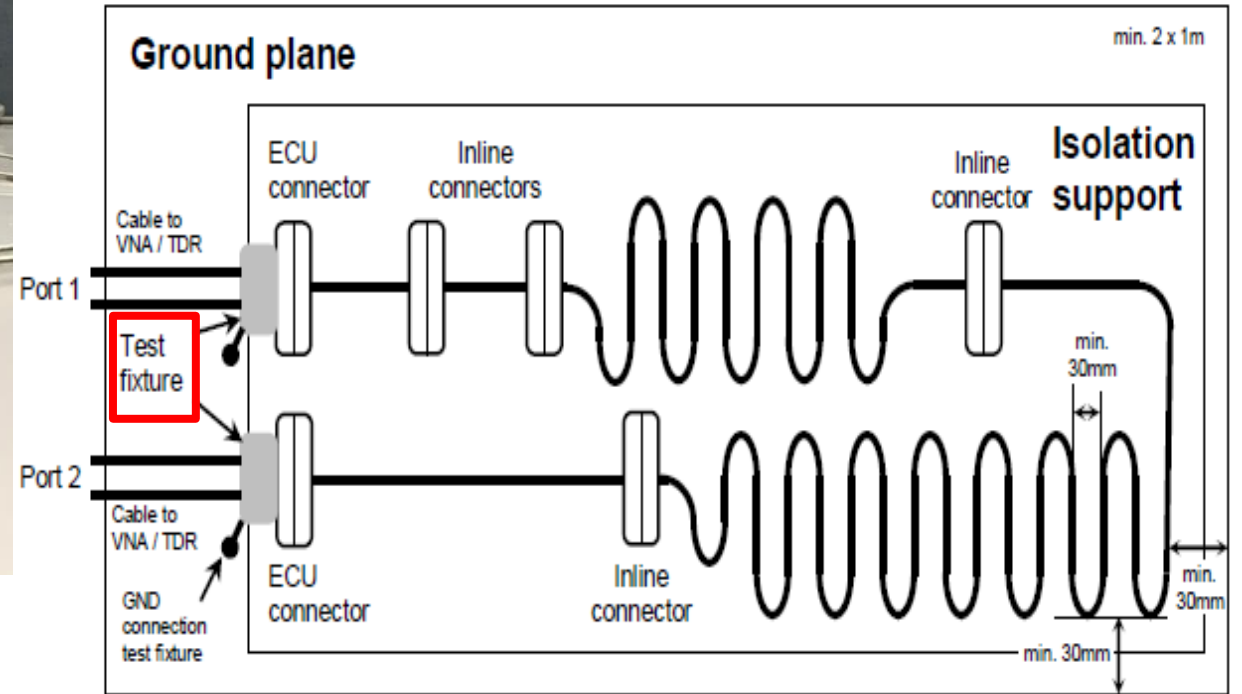 Ground plane
min. 2 x 1m
Isolation
support
ECU
connector
Inline
connectors
Inline
connector
Cable to
VNA / TDR
Port 1
Test
fixture
min.
30mm
Port 2
Cable to
VNA / TDR
GND
connection
test fixture
ECU
connector
Inline
connector
min.
30mm
min. 30mm